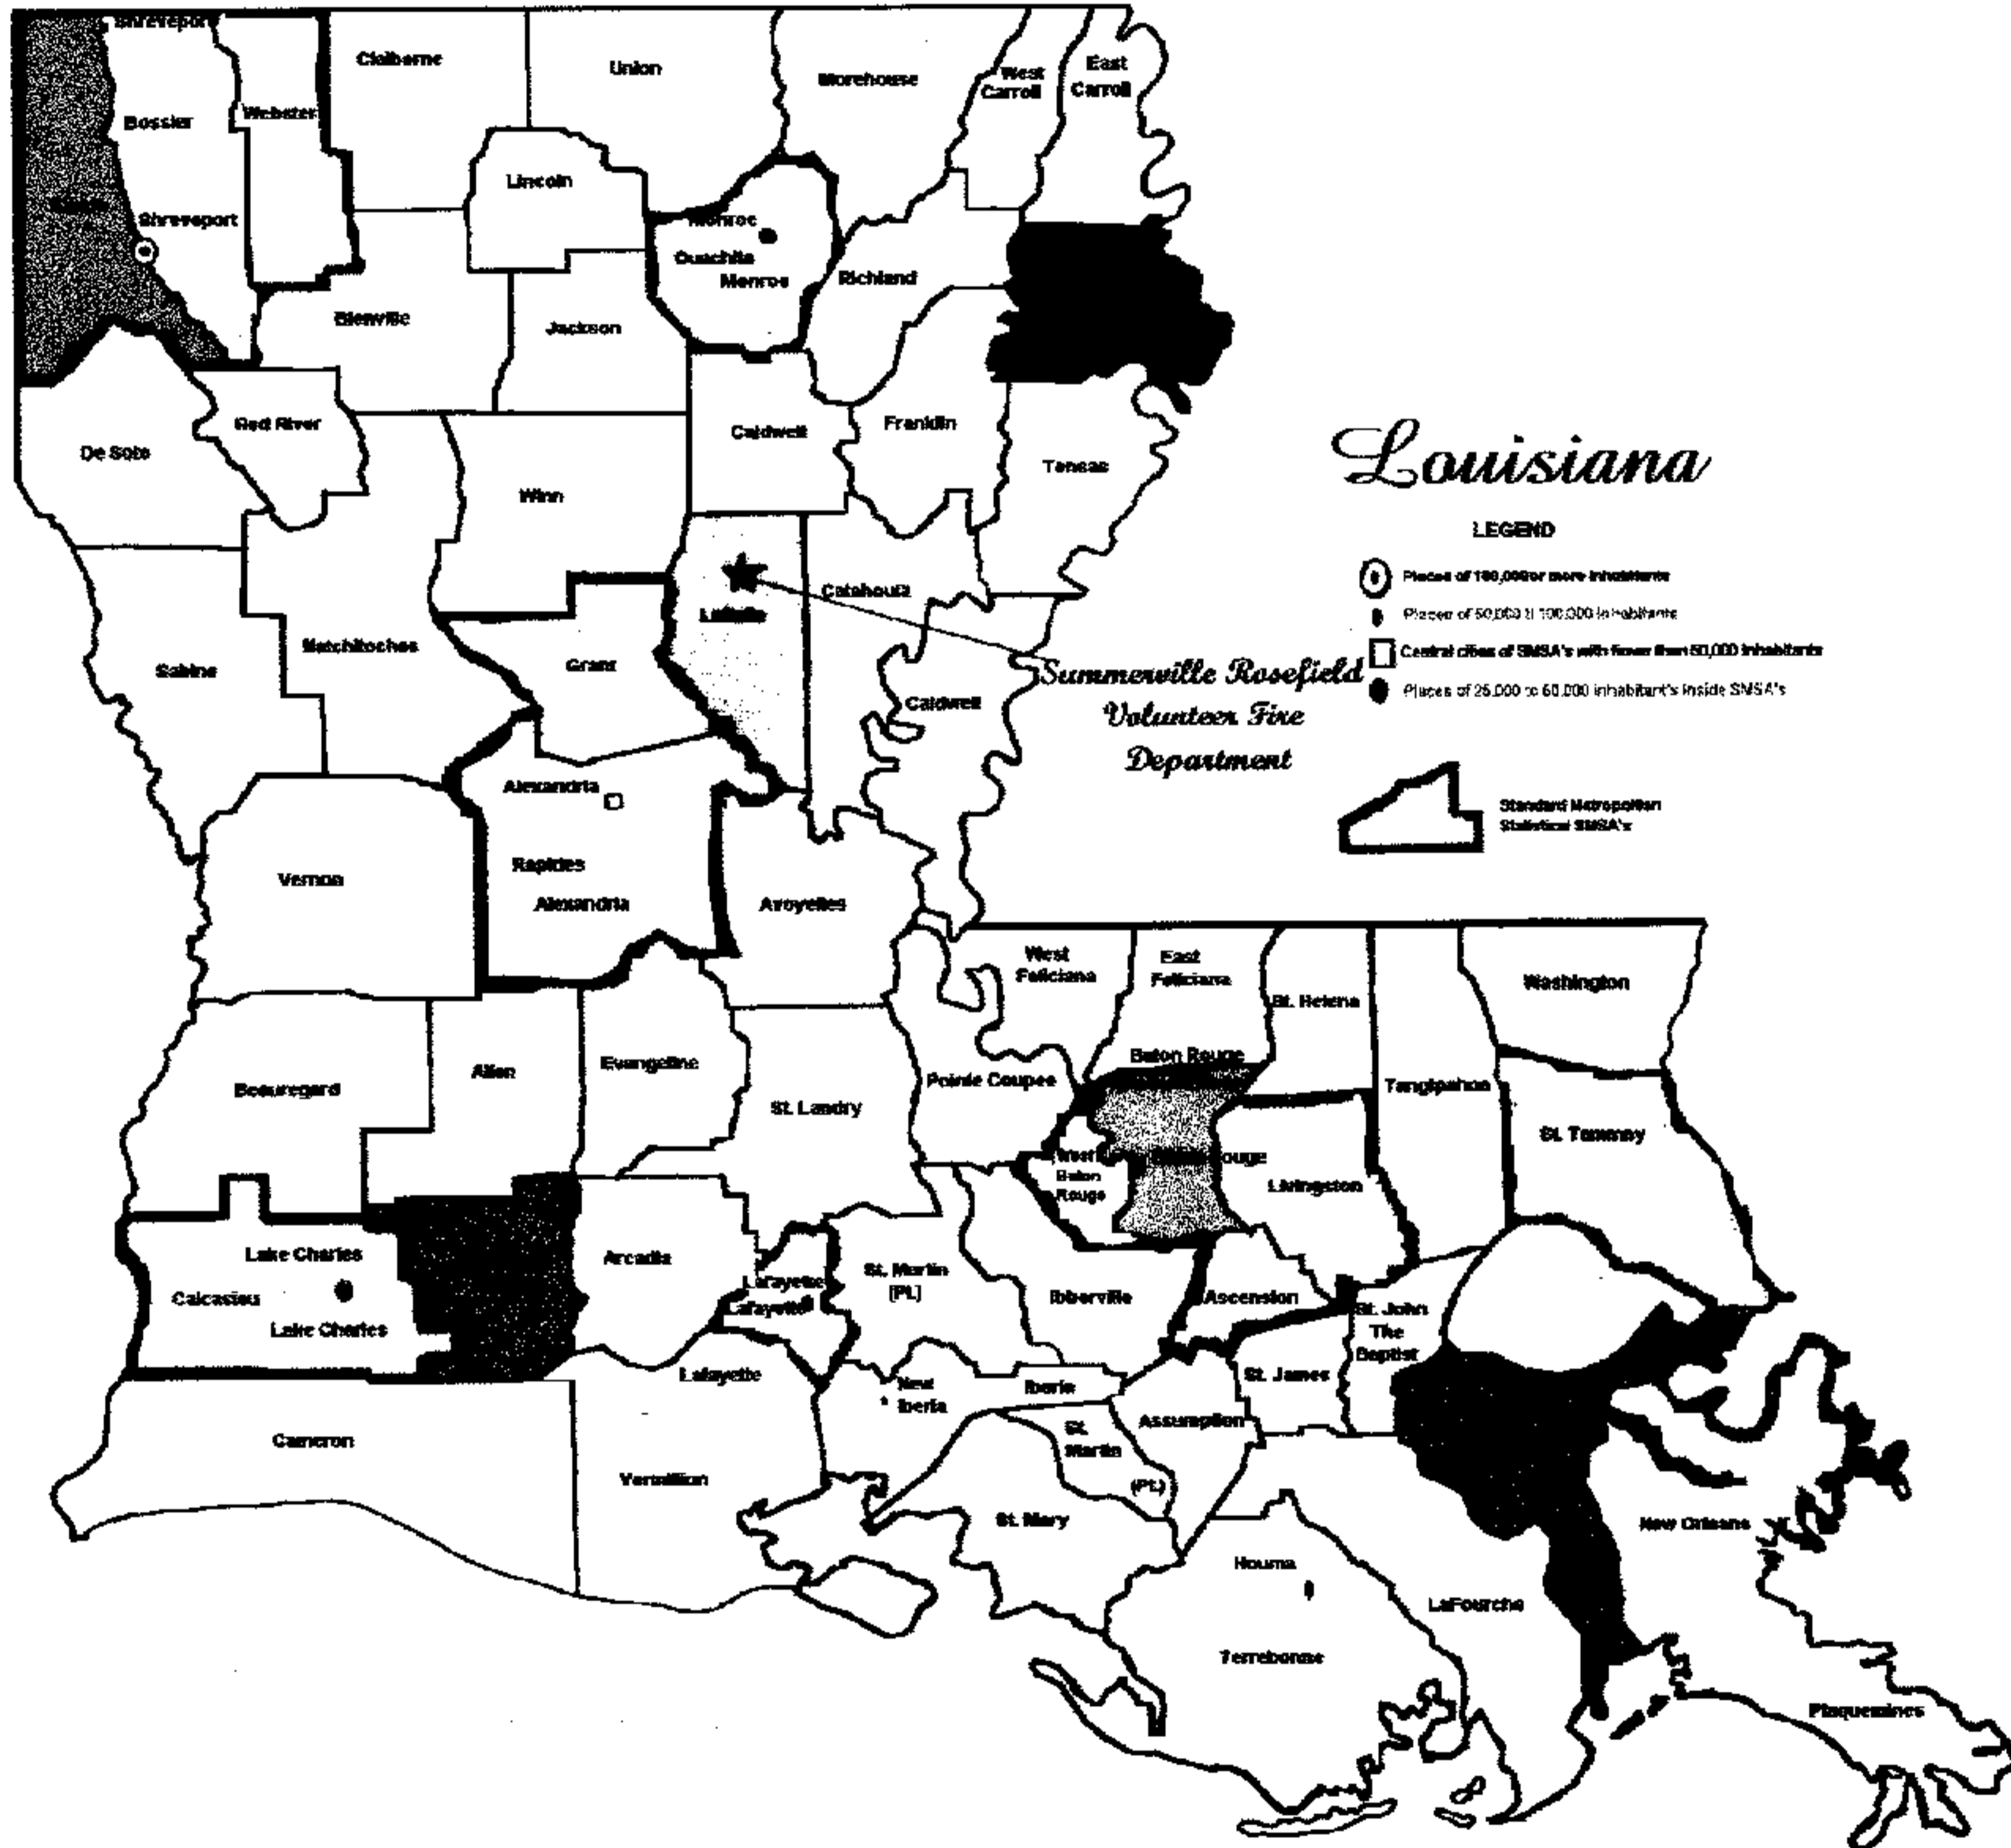 Shreveport
Claiborne
Union
Morehouse
West
Carroll
East
Carroll
Bossier
Webster
Lincoln
Shreveport
Monroe
Ouachita
Monroe
Richland
Bienville
Jackson
De Soto
Red River
Caldwell
Franklin
Tensas
Winn
Louisiana
LEGEND
Places of 100,000or more inhabitants
Places of 50,000 to 100,000 inhabitants
Central cities of SMSA's with fewer than 50,000 inhabitants
Places of 25,000 to 50,000 inhabitant's inside SMSA's
Standard Metropolitan
Statistical SMSA's
Catahoula
LaSalle
Summerville Rosefield
Volunteer Fire
Department
Sabine
Natchitoches
Grant
Caldwell
Alexandria
Vernon
Rapides
Alexandria
Avoyelles
West
Feliciana
East
Feliciana
St. Helena
Washington
Beauregard
Allen
Evangeline
St. Landry
Pointe Coupee
Baton Rouge
Tangipahoa
St. Tammany
West
Baton
Rouge
Rouge
Livingston
Lake Charles
Calcasieu
Lake Charles
Arcadia
Lafayette
Lafayette
St. Martin
(Pt.)
Ibberville
Ascension
St. John
The
Baptist
Lafayette
New
Iberia
Iberia
St. James
Cameron
Vermillion
St.
Martin
(Pt.)
Assumption
St. Mary
New Orleans
Houma
LaFourche
Terrebonne
Plaquemines